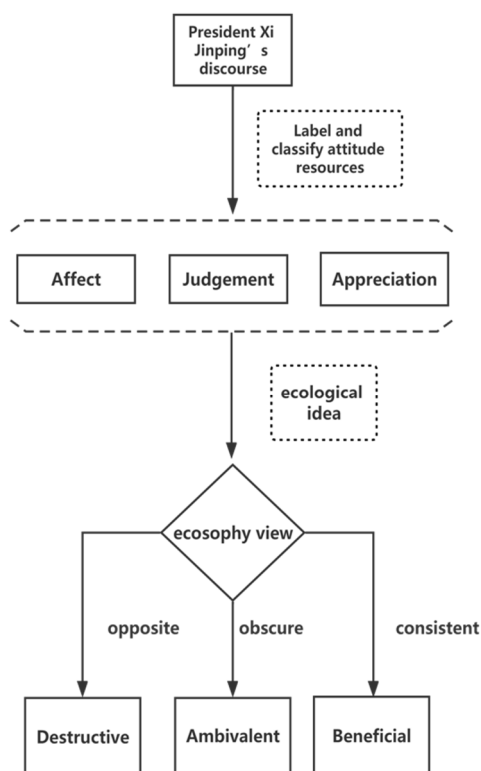 President Xi
Jinping’s
discourse
Label and
classify attitude
resources
Affect
Judgement
Appreciation
ecological
idea
ecosophy view
opposite
obscure
consistent
Destructive
Ambivalent
Beneficial